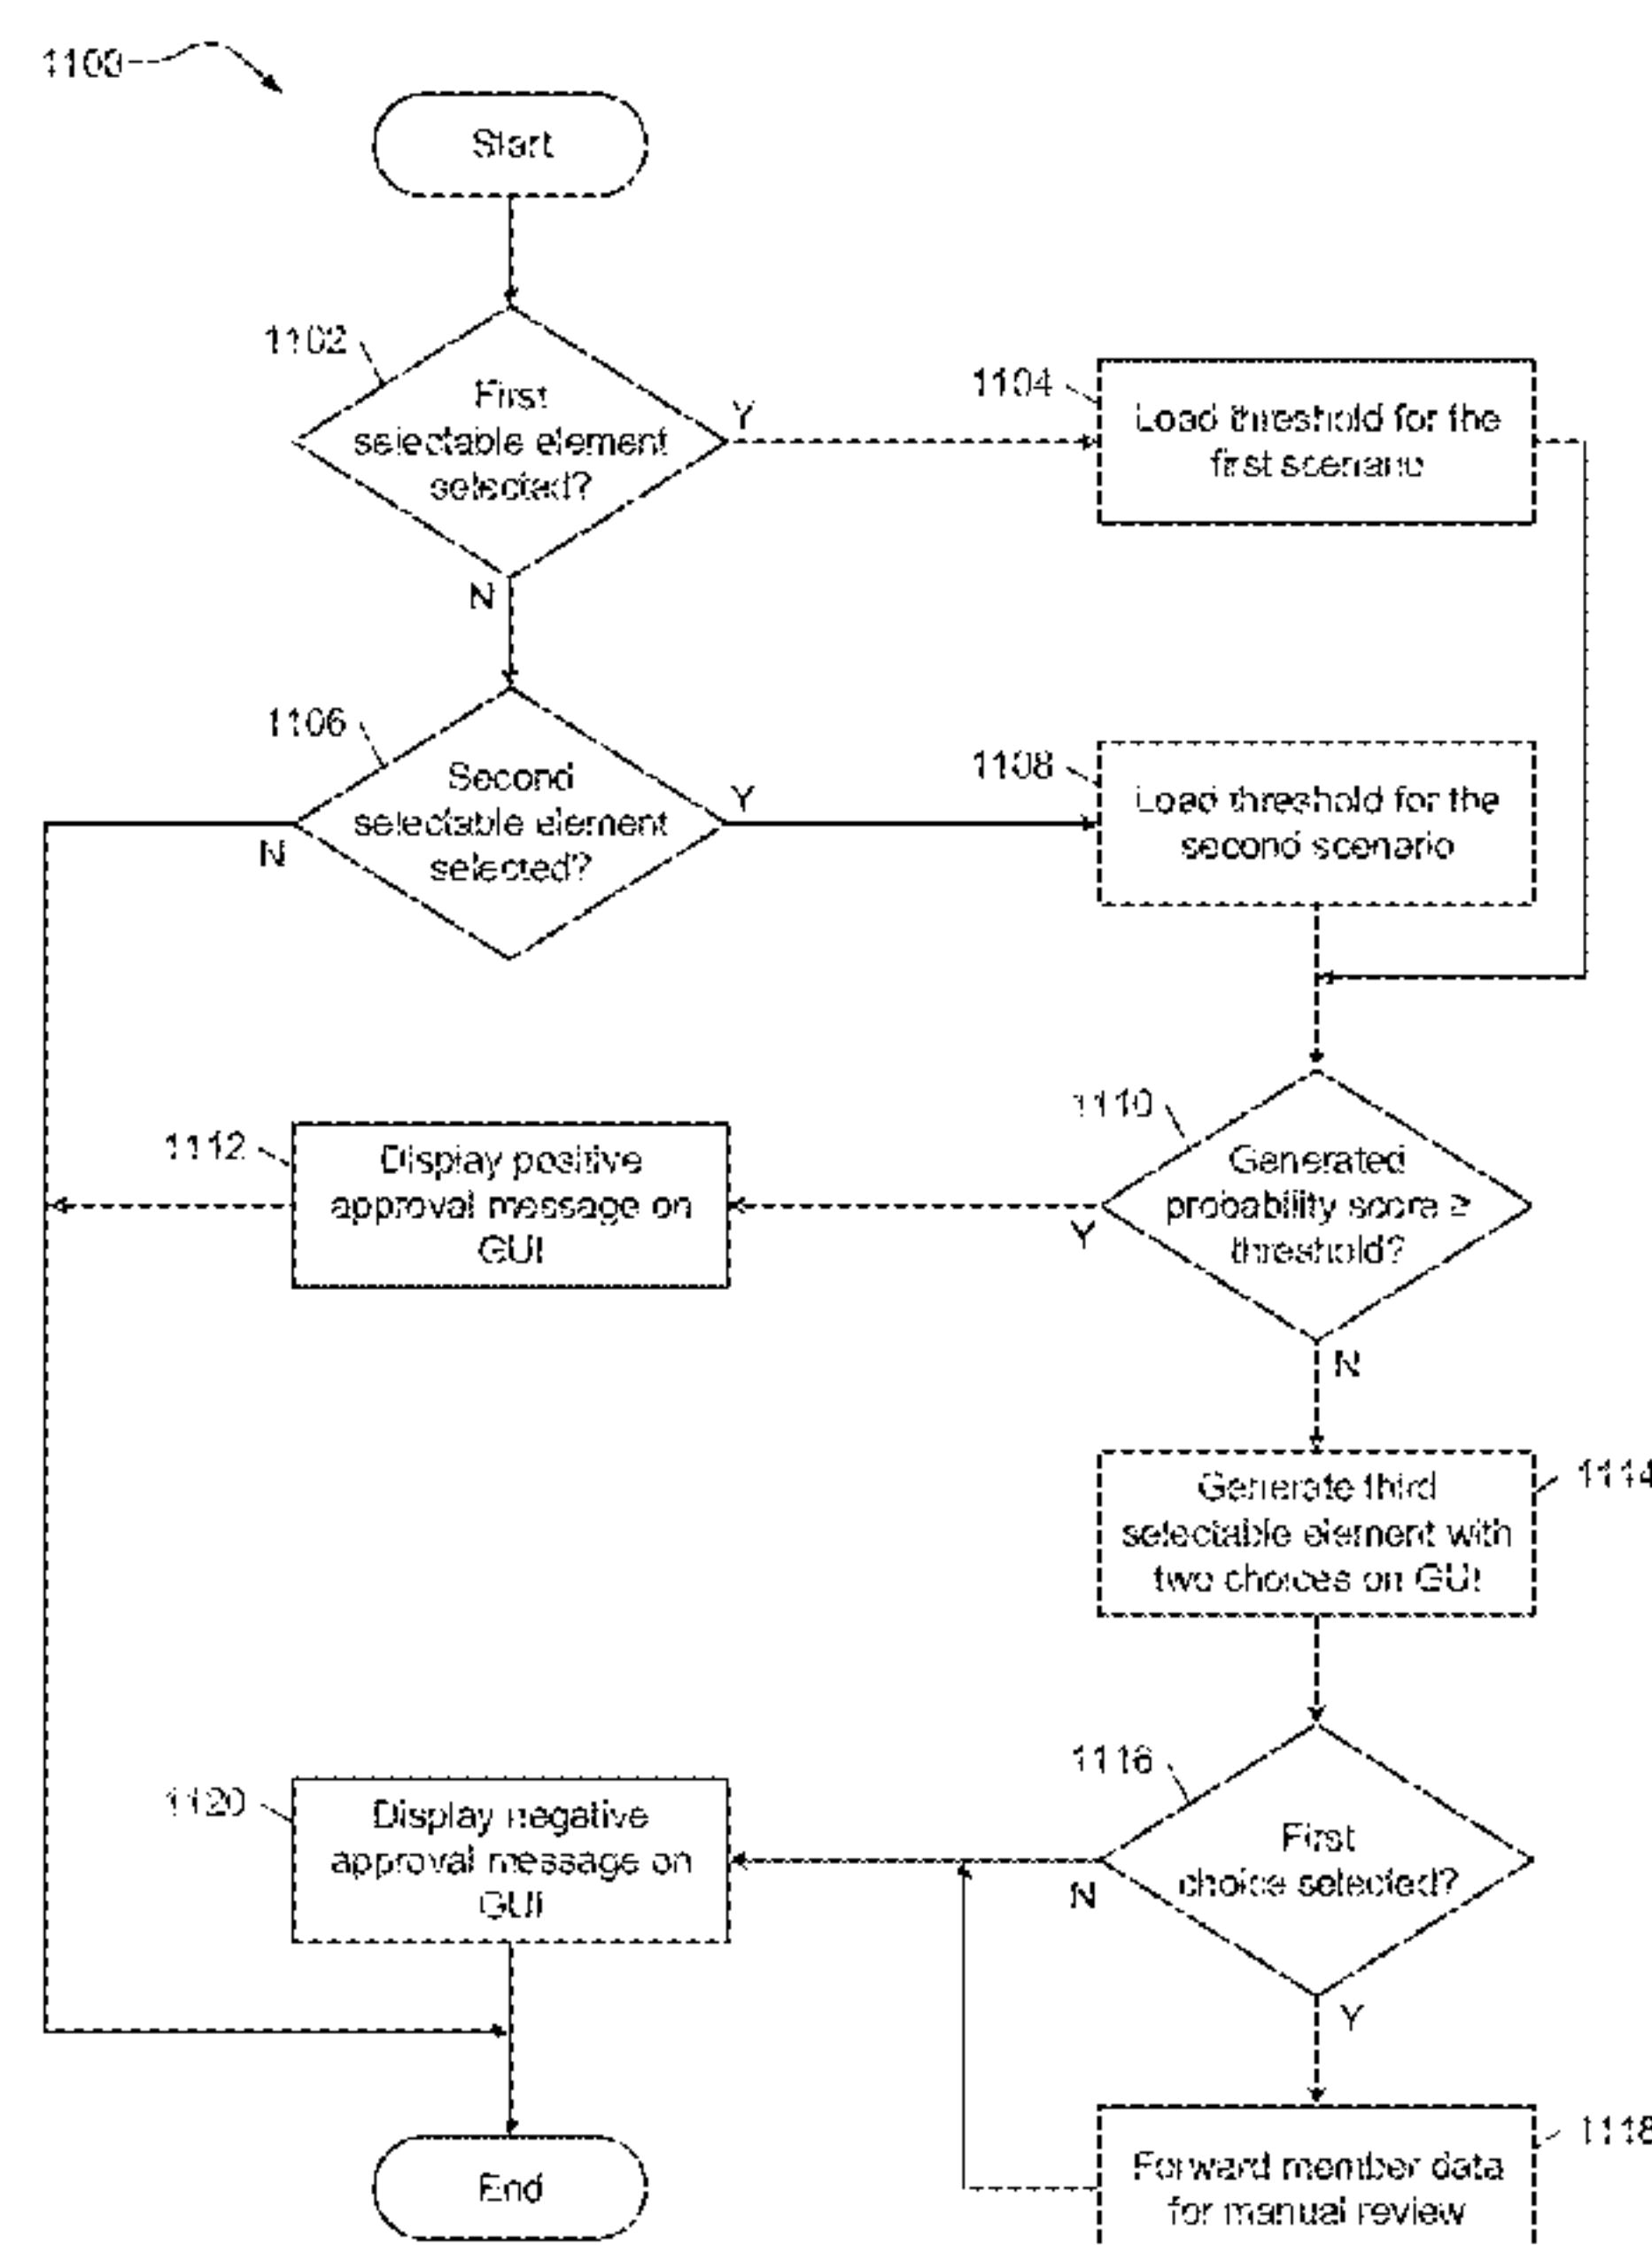 1100
Start
1102
First
selectable element
selected?
Y
N
1104
Load threshold for the
first scenario
1106
Second
selectable element
selected?
Y
N
1108
Load threshold for the
second scenario
1110
Generated
probability score ≥
threshold?
Y
N
1112
Display positive
approval message on
GUI
1114
Generate third
selectable element with
two choices on GUI
1116
First
choice selected?
N
Y
1120
Display negative
approval message on
GUI
1118
Forward member data
for manual review
End